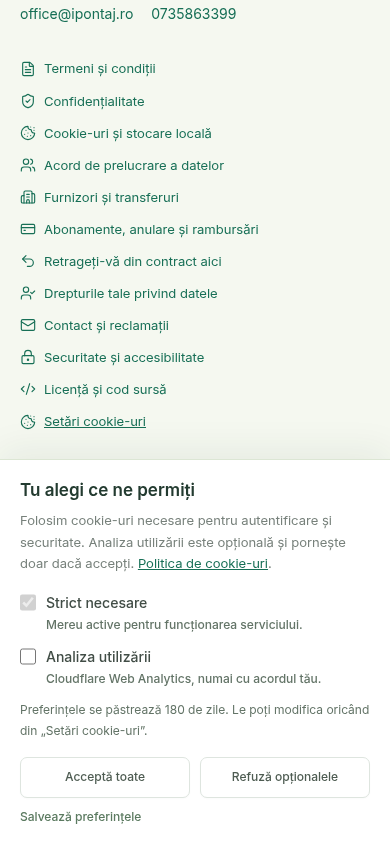 office@ipontaj.ro 0735863399
Termeni și condiții
Confidențialitate
Cookie-uri și stocare locală
Acord de prelucrare a datelor
Furnizori și transferuri
Abonamente, anulare și rambursări
Retrageți-vă din contract aici
Drepturile tale privind datele
Contact și reclamații
Securitate și accesibilitate
Licență și cod sursă
Setări cookie-uri
Tu alegi ce ne permiți
Folosim cookie-uri necesare pentru autentificare și
securitate. Analiza utilizării este opțională și pornește
doar dacă accepți. Politica de cookie-uri.
Strict necesare
Mereu active pentru funcționarea serviciului.
Analiza utilizării
Cloudflare Web Analytics, numai cu acordul tău.
Preferințele se păstrează 180 de zile. Le poți modifica oricând
din „Setări cookie-uri”.
Acceptă toate
Refuză opționalele
Salvează preferințele